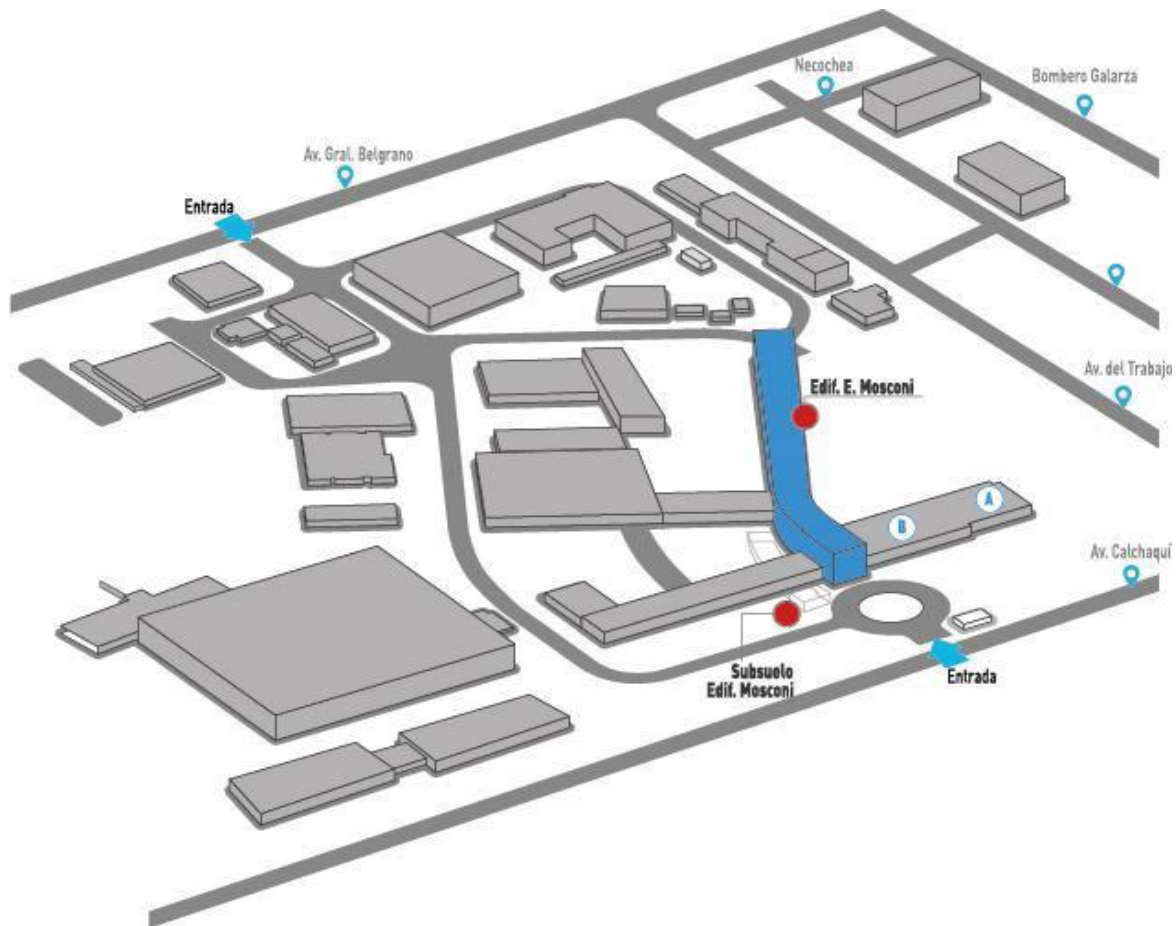 Necochea
Bombero Galarza
Av. Gral. Belgrano
Entrada
Av. del Trabajo
Edif. E. Mosconi
A
B
Av. Calchaquí
Subsuelo
Edif. Mosconi
Entrada